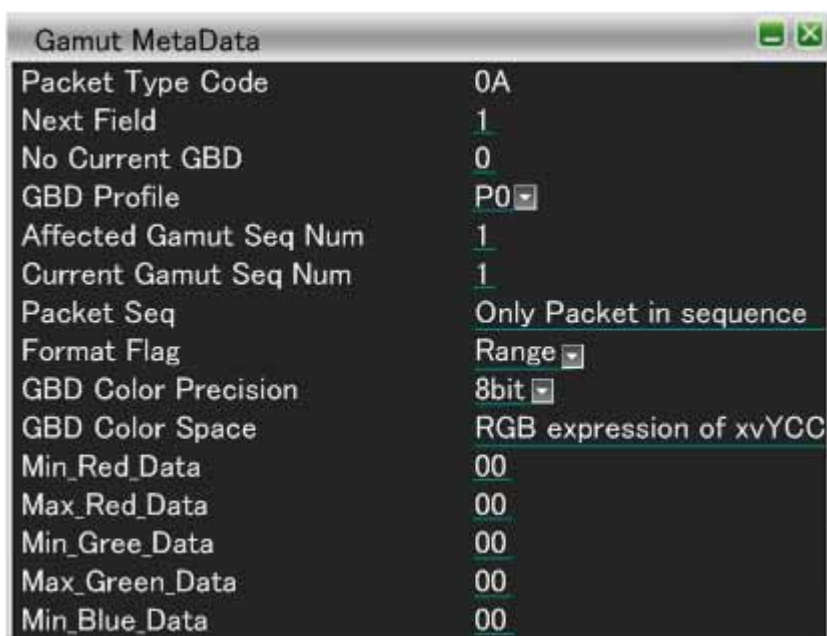 Gamut MetaData
Packet Type Code 0A
Next Field 1
No Current GBD 0
GBD Profile P0
Affected Gamut Seq Num 1
Current Gamut Seq Num 1
Packet Seq Only Packet in sequence
Format Flag Range
GBD Color Precision 8bit
GBD Color Space RGB expression of xvYCC
Min_Red_Data 00
Max_Red_Data 00
Min_Gree_Data 00
Max_Green_Data 00
Min_Blue_Data 00